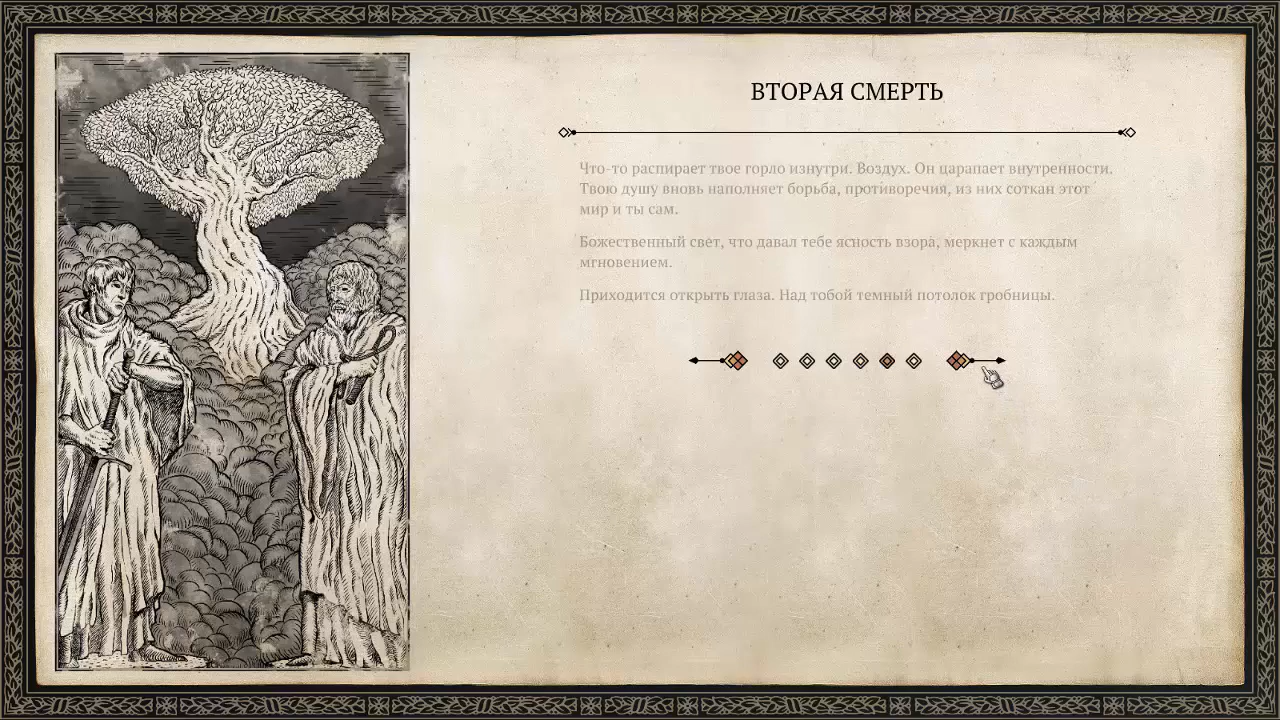 ВТОРАЯ СМЕРТЬ
Что-то распирает твое горло изнутри. Воздух. Он царапает внутренности.
Твою душу вновь наполняет борьба, противоречия, из них соткан этот
мир и ты сам.
Божественный свет, что давал тебе ясность взора, меркнет с каждым
мгновением.
Приходится открыть глаза. Над тобой темный потолок гробницы.